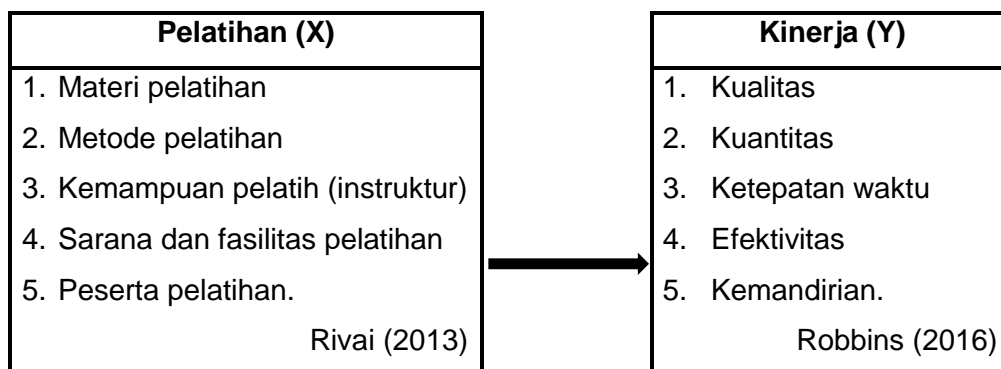 Pelatihan (X)
1. Materi pelatihan
2. Metode pelatihan
3. Kemampuan pelatih (instruktur)
4. Sarana dan fasilitas pelatihan
5. Peserta pelatihan.
Rivai (2013)
Kinerja (Y)
1. Kualitas
2. Kuantitas
3. Ketepatan waktu
4. Efektivitas
5. Kemandirian.
Robbins (2016)